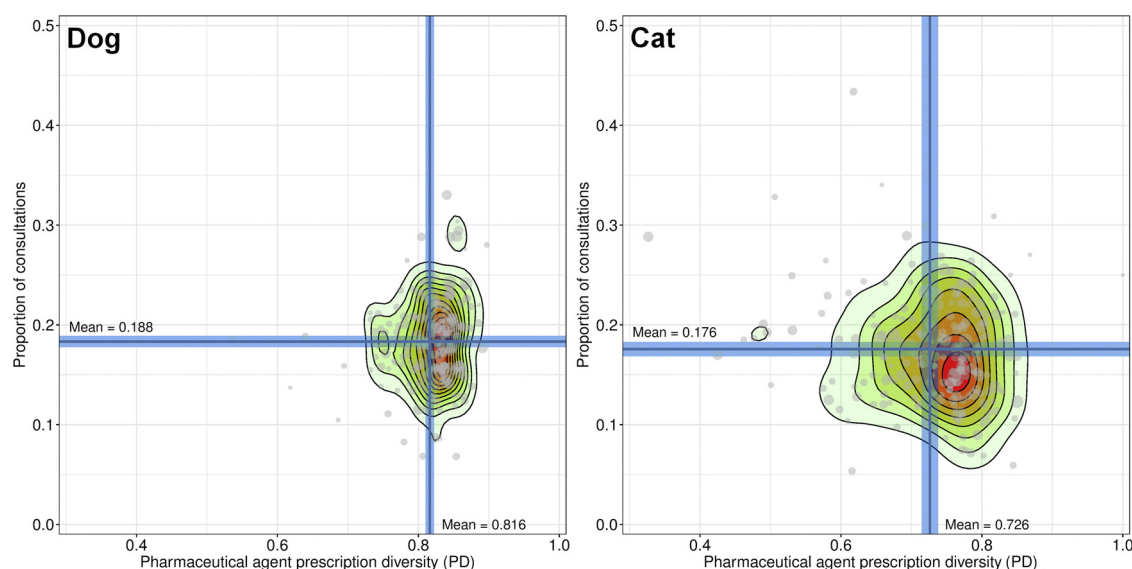 Dog
Proportion of consultations
0.5
0.4
0.3
0.2
0.1
0.0
Mean = 0.188
Mean = 0.816
0.4 0.6 0.8 1.0
Pharmaceutical agent prescription diversity (PD)
Cat
Proportion of consultations
0.5
0.4
0.3
0.2
0.1
0.0
Mean = 0.176
Mean = 0.726
0.4 0.6 0.8 1.0
Pharmaceutical agent prescription diversity (PD)